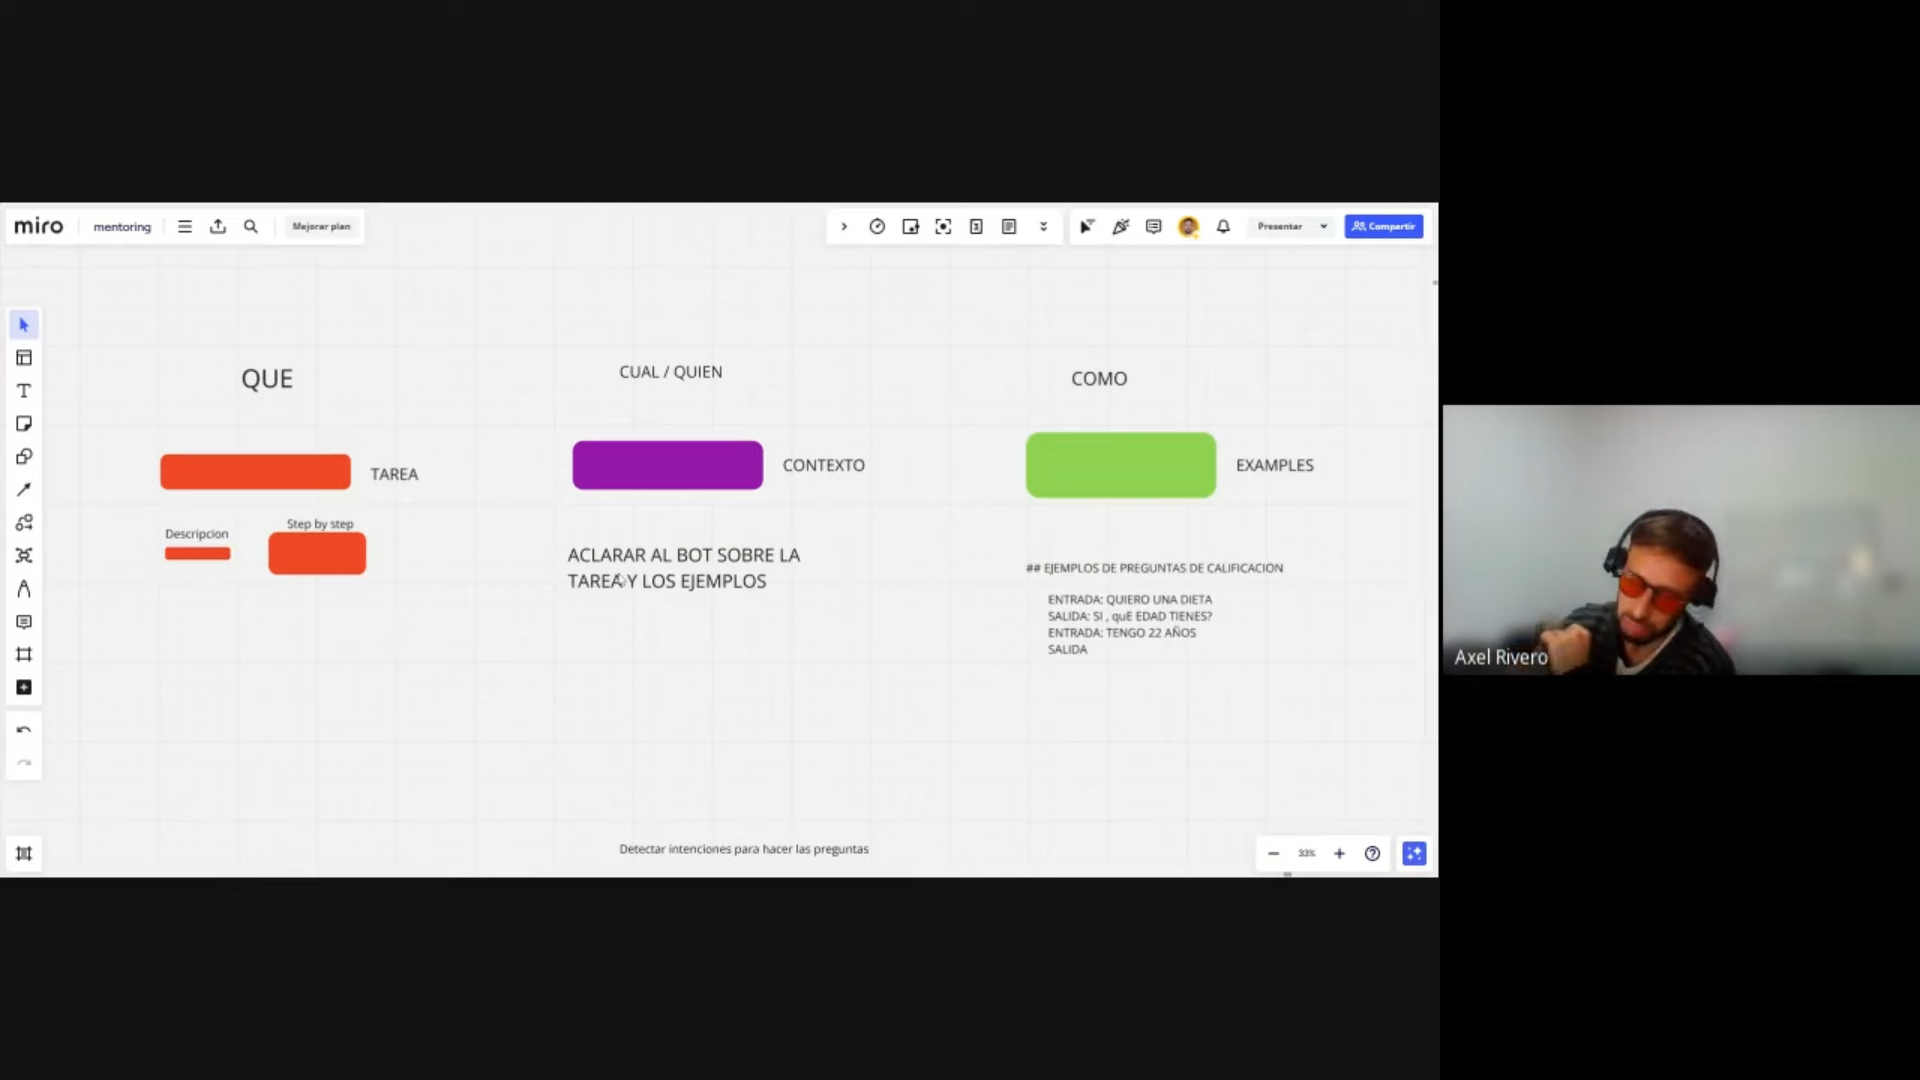 miro
mentoring
Mejorar plan
Presentar
Compartir
QUE
CUAL / QUIEN
COMO
TAREA
CONTEXTO
EXAMPLES
Descripcion
Step by step
ACLARAR AL BOT SOBRE LA
TAREA Y LOS EJEMPLOS
## EJEMPLOS DE PREGUNTAS DE CALIFICACION
ENTRADA: QUIERO UNA DIETA
SALIDA: SI , quE EDAD TIENES?
ENTRADA: TENGO 22 AÑOS
SALIDA
Axel Rivero
Detectar intenciones para hacer las preguntas
33%